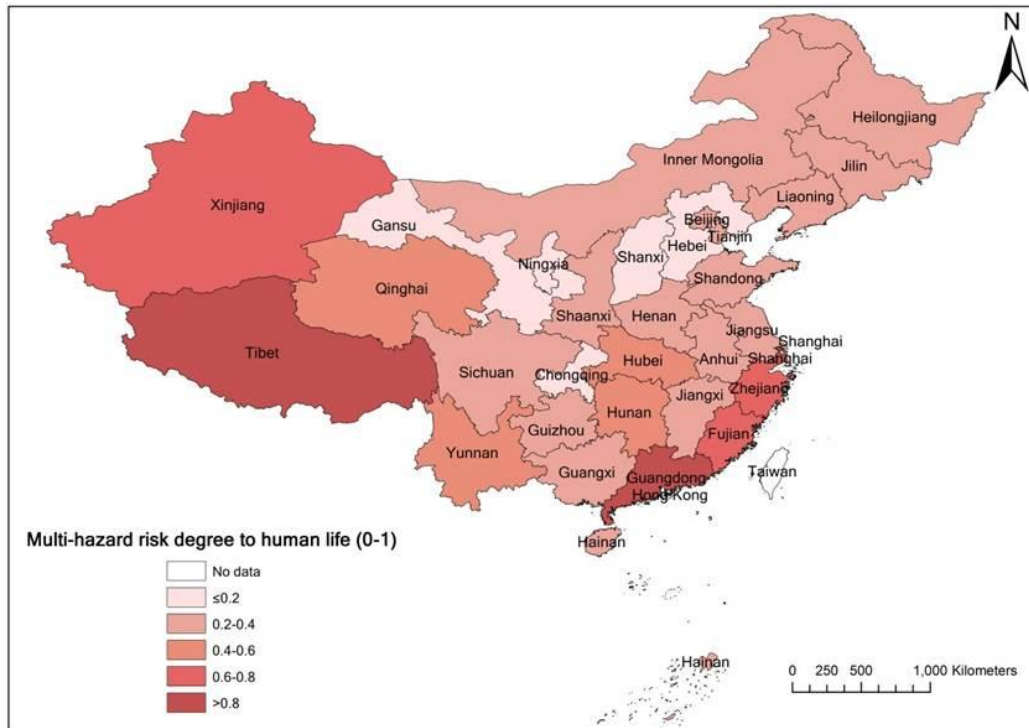 N
Heilongjiang
Inner Mongolia
Jilin
Liaoning
Xinjiang
Beijing
Gansu
Tianjin
Hebei
Shanxi
Ningxia
Shandong
Qinghai
Shaanxi
Henan
Jiangsu
Shanghai
Tibet
Shanghai
Hubei
Anhui
Sichuan
Chongqing
Zhejiang
Jiangxi
Hunan
Guizhou
Fujian
Yunnan
Guangxi
Guangdong
Taiwan
Hong Kong
Hainan
Multi-hazard risk degree to human life (0-1)
No data
≤0.2
0.2-0.4
0.4-0.6
0.6-0.8
>0.8
Hainan
0 250 500 1,000 Kilometers